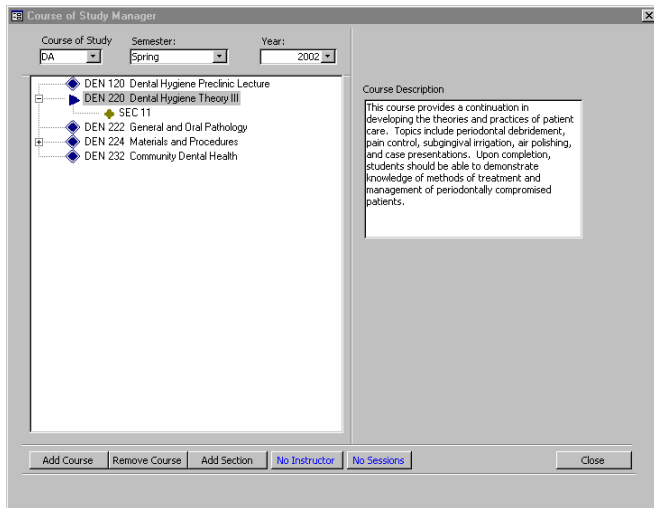 Course of Study Manager
Course of Study Semester: Year:
DA Spring 2002
DEN 120 Dental Hygiene Preclinic Lecture
DEN 220 Dental Hygiene Theory III
SEC 11
DEN 222 General and Oral Pathology
DEN 224 Materials and Procedures
DEN 232 Community Dental Health
Course Description
This course provides a continuation in
developing the theories and practices of patient
care. Topics include periodontal debridement,
pain control, subgingival irrigation, air polishing,
and case presentations. Upon completion,
students should be able to demonstrate
knowledge of methods of treatment and
management of periodontally compromised
patients.
Add Course Remove Course Add Section No Instructor No Sessions Close